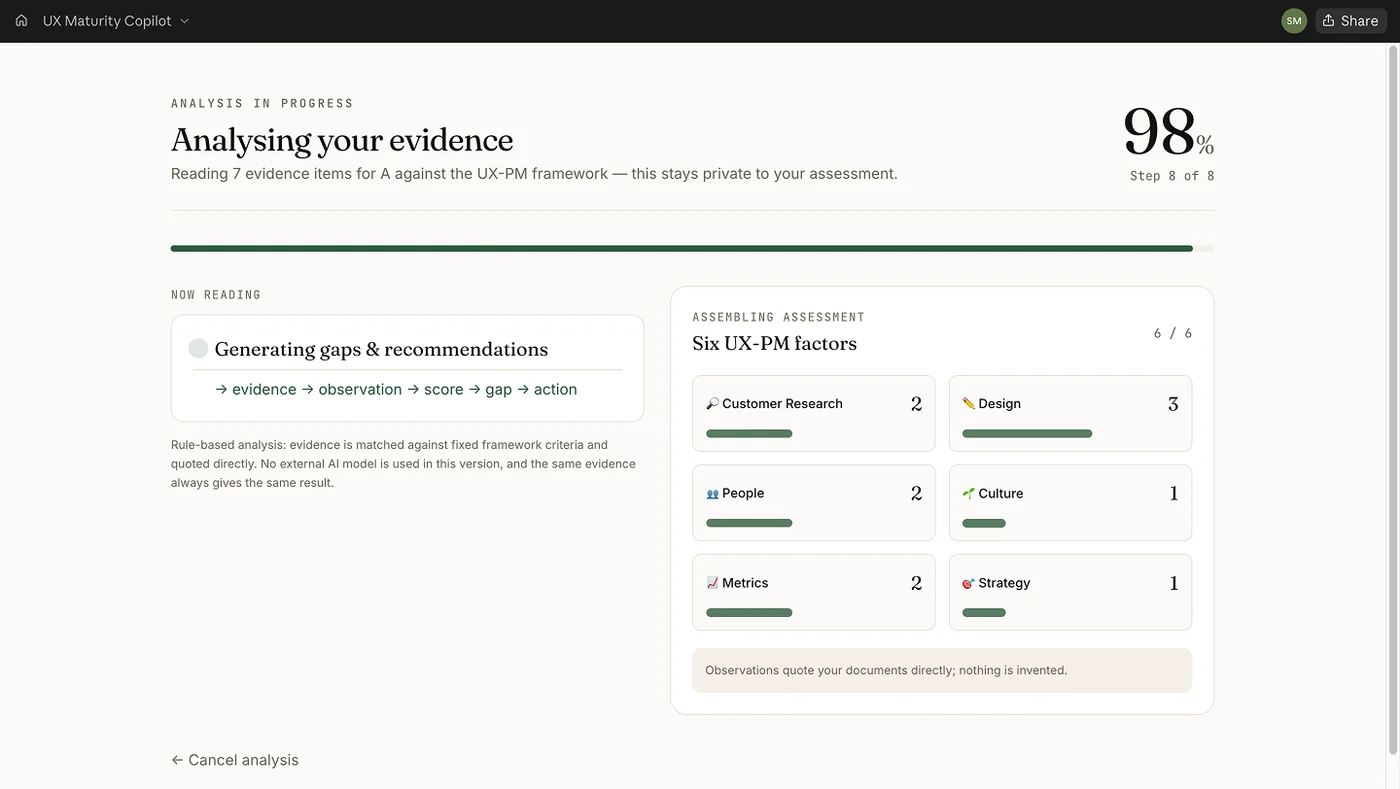 UX Maturity Copilot
SM
Share
ANALYSIS IN PROGRESS
Analysing your evidence
Reading 7 evidence items for A against the UX-PM framework — this stays private to your assessment.
98%
Step 8 of 8
NOW READING
Generating gaps & recommendations
→ evidence → observation → score → gap → action
Rule-based analysis: evidence is matched against fixed framework criteria and
quoted directly. No external AI model is used in this version, and the same evidence
always gives the same result.
ASSEMBLING ASSESSMENT
Six UX-PM factors
6 / 6
Customer Research 2
Design 3
People 2
Culture 1
Metrics 2
Strategy 1
Observations quote your documents directly; nothing is invented.
← Cancel analysis